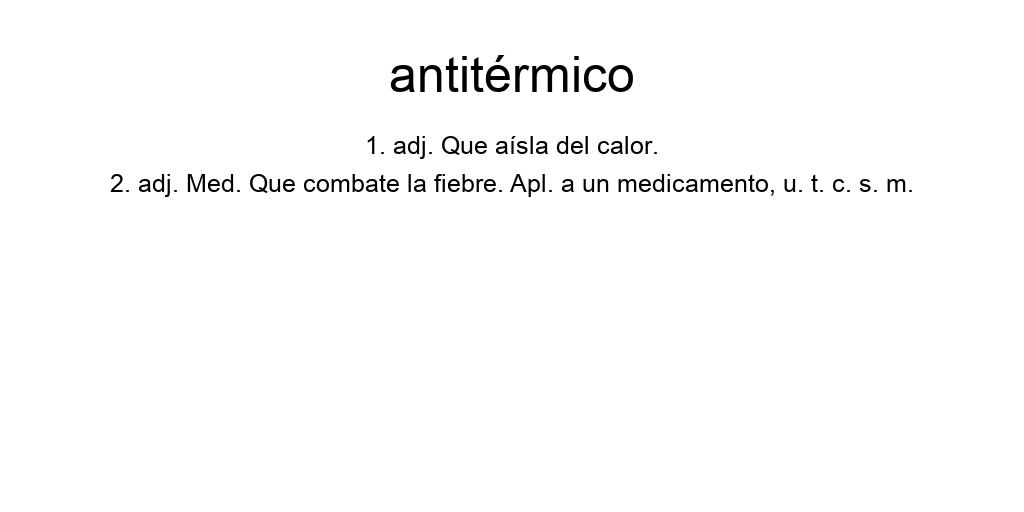 antitérmico
1. adj. Que aísla del calor.
2. adj. Med. Que combate la fiebre. Apl. a un medicamento, u. t. c. s. m.